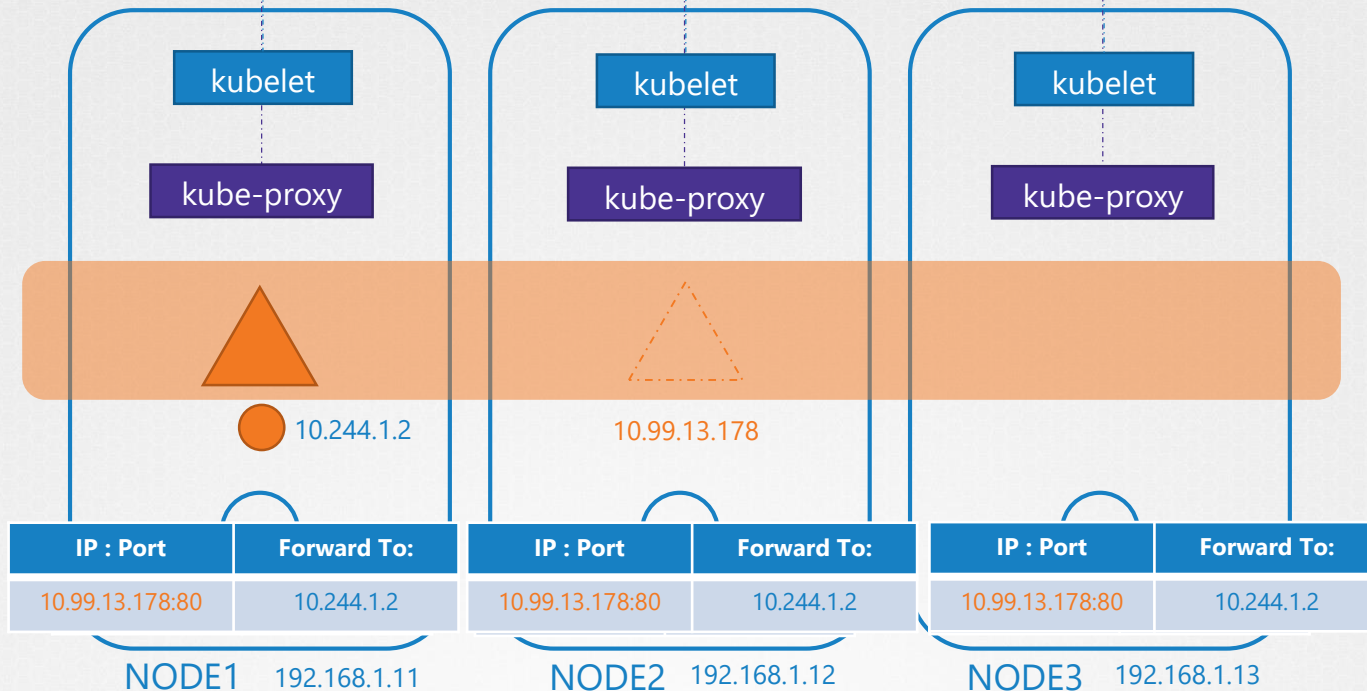 kubelet
kubelet
kubelet
kube-proxy
kube-proxy
kube-proxy
10.244.1.2
10.99.13.178
IP : Port Forward To:
10.99.13.178:80 10.244.1.2
IP : Port Forward To:
10.99.13.178:80 10.244.1.2
IP : Port Forward To:
10.99.13.178:80 10.244.1.2
NODE1 192.168.1.11
NODE2 192.168.1.12
NODE3 192.168.1.13